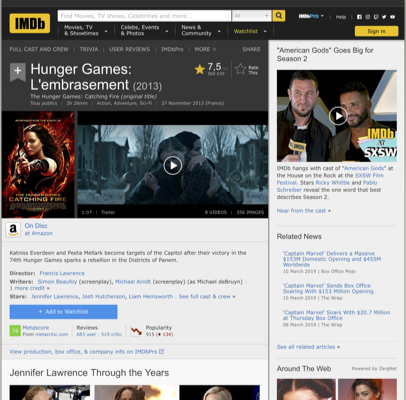 IMDb
Find Movies, TV shows, Celebrities and more...
All
IMDbPro
Help
Movies, TV
& Showtimes
Celebs, Events
& Photos
News &
Community
Watchlist
Sign in
FULL CAST AND CREW | TRIVIA | USER REVIEWS | IMDbPro | MORE
SHARE
Hunger Games:
L'embrasement (2013)
The Hunger Games: Catching Fire (original title)
Tous publics | 2h 26min | Action, Adventure, Sci-Fi | 27 November 2013 (France)
7,5
Rate
This
THE HUNGER GAMES
CATCHING FIRE
1:07 | Trailer
9 VIDEOS | 356 IMAGES
On Disc
at Amazon
Katniss Everdeen and Peeta Mellark become targets of the Capitol after their victory in the
74th Hunger Games sparks a rebellion in the Districts of Panem.
Director: Francis Lawrence
Writers: Simon Beaufoy (screenplay), Michael Arndt (screenplay) (as Michael deBruyn) |
1 more credit »
Stars: Jennifer Lawrence, Josh Hutcherson, Liam Hemsworth | See full cast & crew »
+ Add to Watchlist
76
Metascore
From metacritic.com
Reviews
683 user | 519 critic
Popularity
915 (134)
View production, box office, & company info on IMDbPro
Jennifer Lawrence Through the Years
"American Gods" Goes Big for
Season 2
IMDb
at
SXSW
IMDb hangs with cast of "American Gods" at
the House on the Rock at the SXSW Film
Festival. Stars Ricky Whittle and Pablo
Schreiber reveal the one word that best
describes Season 2.
Hear from the cast »
Related News
'Captain Marvel' Delivers a Massive
$153M Domestic Opening and $455M
Worldwide
10 March 2019 | Box Office Mojo
'Captain Marvel' Sends Box Office
Soaring With $153 Million Opening
10 March 2019 | The Wrap
'Captain Marvel' Soars With $20.7 Million
at Thursday Box Office
08 March 2019 | The Wrap
See all related articles »
Around The Web
Powered by ZergNet